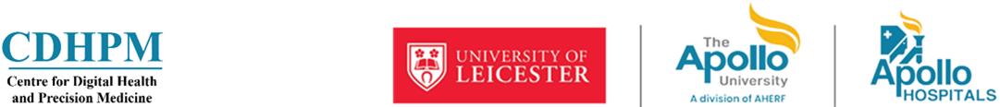 CDHPM
Centre for Digital Health
and Precision Medicine
UNIVERSITY OF
LEICESTER
The
Apollo
University
A division of AHERF
Apollo
HOSPITALS